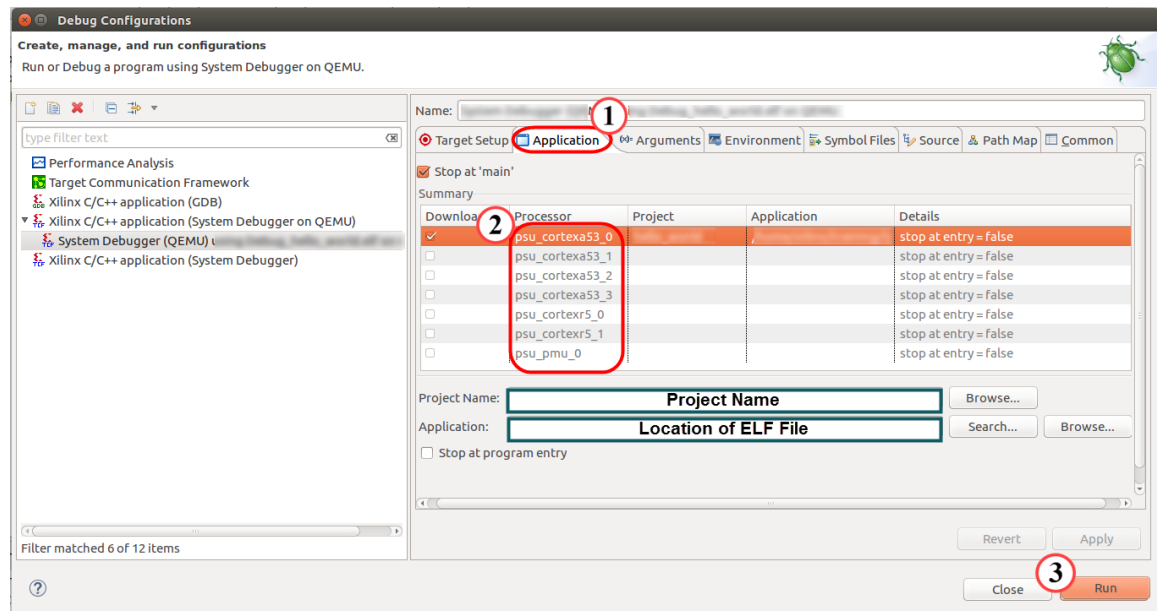 Debug Configurations
Create, manage, and run configurations
Run or Debug a program using System Debugger on QEMU.
type filter text
Performance Analysis
Target Communication Framework
Xilinx C/C++ application (GDB)
Xilinx C/C++ application (System Debugger on QEMU)
System Debugger (QEMU)
Xilinx C/C++ application (System Debugger)
Filter matched 6 of 12 items
Name:
1
Target Setup Application Arguments Environment Symbol Files Source Path Map Common
Stop at 'main'
Summary
2
Downloa Processor Project Application Details
psu_cortexa53_0 stop at entry = false
psu_cortexa53_1 stop at entry = false
psu_cortexa53_2 stop at entry = false
psu_cortexa53_3 stop at entry = false
psu_cortexr5_0 stop at entry = false
psu_cortexr5_1 stop at entry = false
psu_pmu_0 stop at entry = false
Project Name: Project Name Browse...
Application: Location of ELF File Search... Browse...
Stop at program entry
Revert Apply
3
Close Run